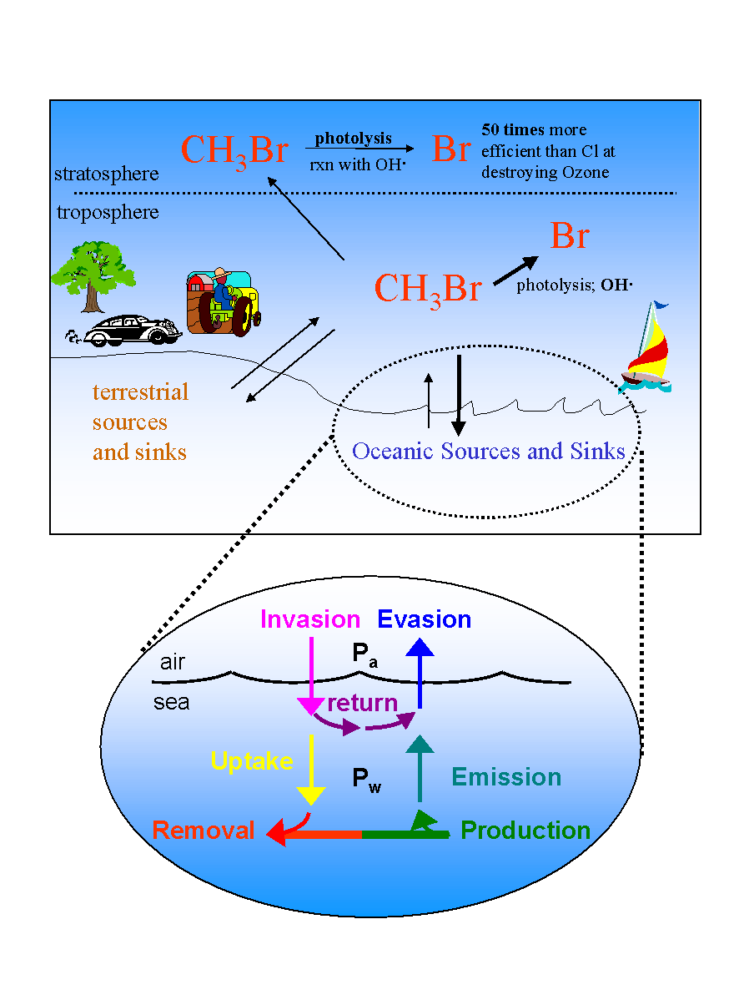 CH₃Br
photolysis
rxn with OH·
Br
50 times more
efficient than Cl at
destroying Ozone
stratosphere
troposphere
Br
CH₃Br
photolysis; OH·
terrestrial
sources
and sinks
Oceanic Sources and Sinks
Invasion Evasion
Pₐ
air
sea
return
Uptake
P_w
Emission
Removal
Production